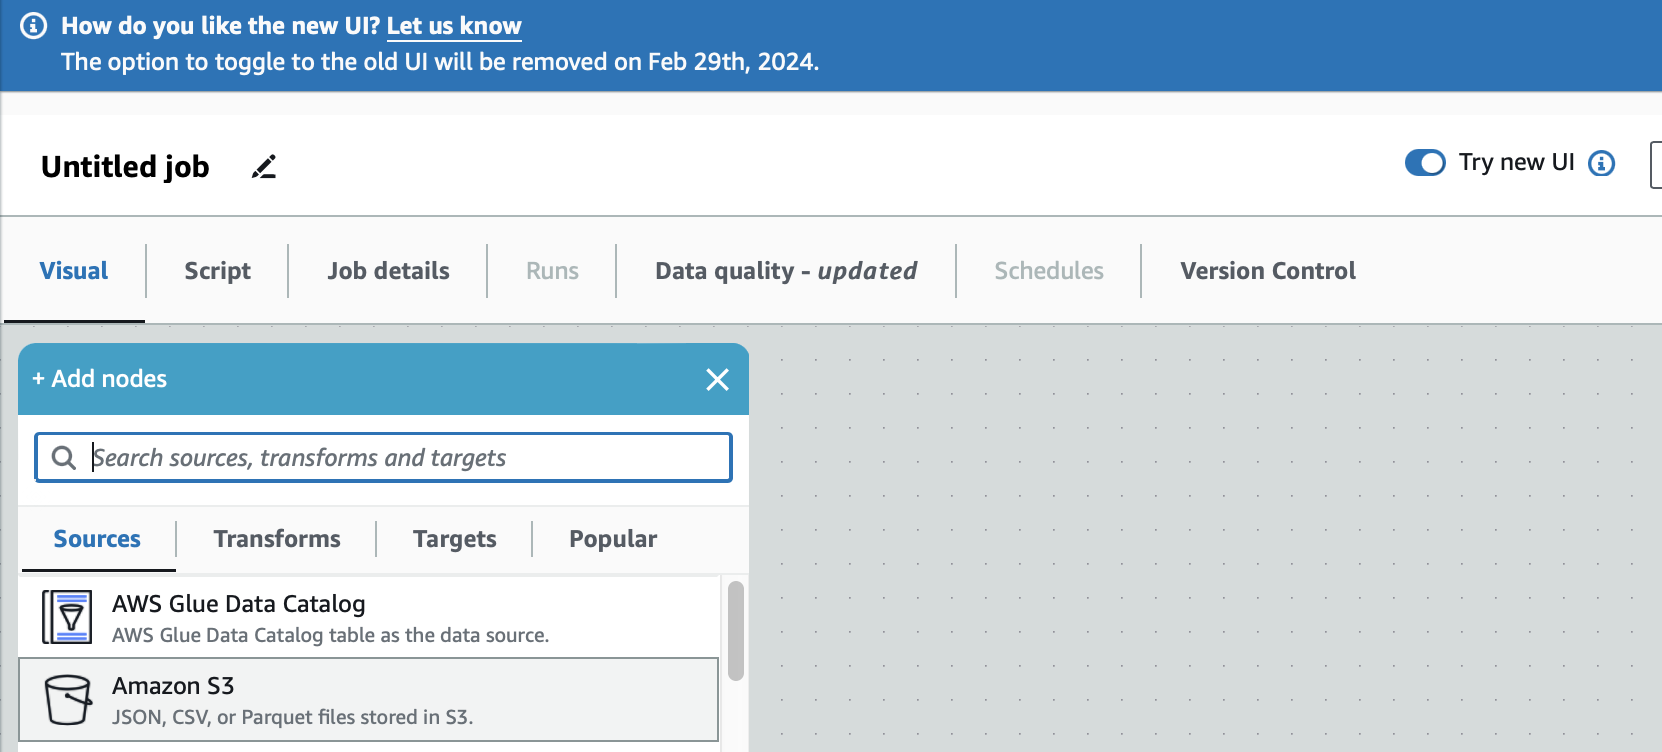 How do you like the new UI? Let us know
The option to toggle to the old UI will be removed on Feb 29th, 2024.
Untitled job
Try new UI
Visual
Script
Job details
Runs
Data quality - updated
Schedules
Version Control
+ Add nodes
Search sources, transforms and targets
Sources
Transforms
Targets
Popular
AWS Glue Data Catalog
AWS Glue Data Catalog table as the data source.
Amazon S3
JSON, CSV, or Parquet files stored in S3.